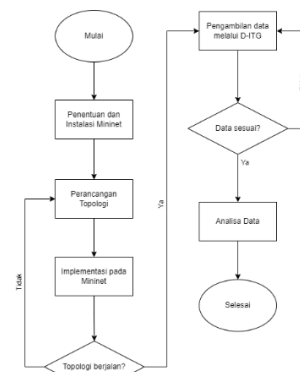 Mulai
Penentuan dan
Instalasi Mininet
Perancangan
Topologi
Implementasi pada
Mininet
Tidak
Topologi berjalan?
Ya
Pengambilan data
melalui D-ITG
Data sesuai?
Ya
Analisa Data
Selesai